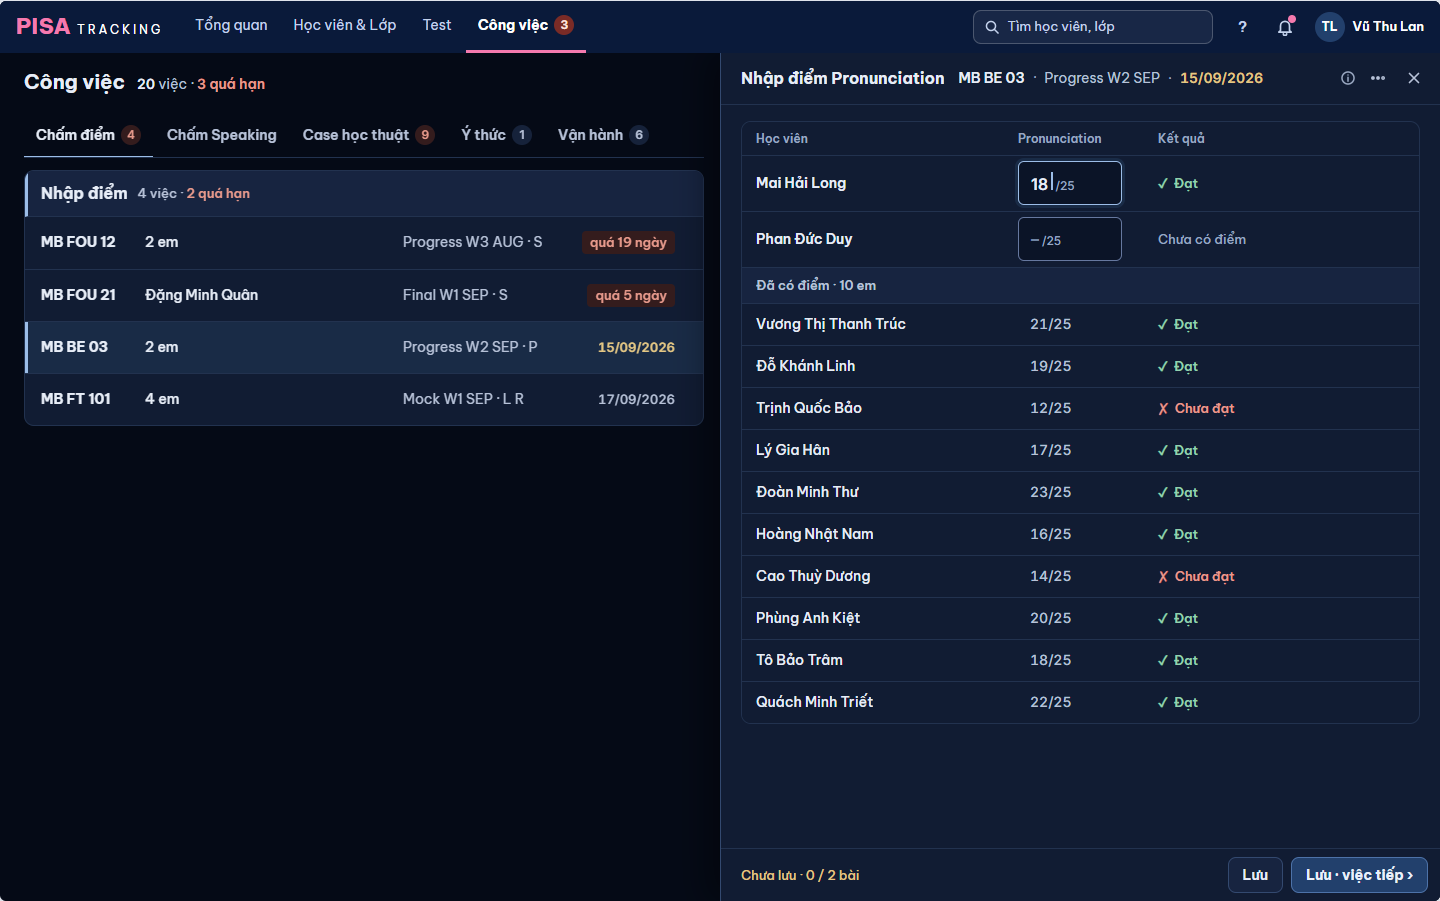 PISA TRACKING Tổng quan Học viên & Lớp Test Công việc 3 Tìm học viên, lớp ? TL Vũ Thu Lan
Công việc 20 việc · 3 quá hạn
Chấm điểm 4 Chấm Speaking Case học thuật 9 Ý thức 1 Vận hành 6
Nhập điểm 4 việc · 2 quá hạn
MB FOU 12 2 em Progress W3 AUG · S quá 19 ngày
MB FOU 21 Đặng Minh Quân Final W1 SEP · S quá 5 ngày
MB BE 03 2 em Progress W2 SEP · P 15/09/2026
MB FT 101 4 em Mock W1 SEP · L R 17/09/2026
Nhập điểm Pronunciation MB BE 03 · Progress W2 SEP · 15/09/2026
Học viên Pronunciation Kết quả
Mai Hải Long 18 /25 ✓ Đạt
Phan Đức Duy – /25 Chưa có điểm
Đã có điểm · 10 em
Vương Thị Thanh Trúc 21/25 ✓ Đạt
Đỗ Khánh Linh 19/25 ✓ Đạt
Trịnh Quốc Bảo 12/25 ✗ Chưa đạt
Lý Gia Hân 17/25 ✓ Đạt
Đoàn Minh Thư 23/25 ✓ Đạt
Hoàng Nhật Nam 16/25 ✓ Đạt
Cao Thuỳ Dương 14/25 ✗ Chưa đạt
Phùng Anh Kiệt 20/25 ✓ Đạt
Tô Bảo Trâm 18/25 ✓ Đạt
Quách Minh Triết 22/25 ✓ Đạt
Chưa lưu · 0 / 2 bài Lưu Lưu · việc tiếp ›